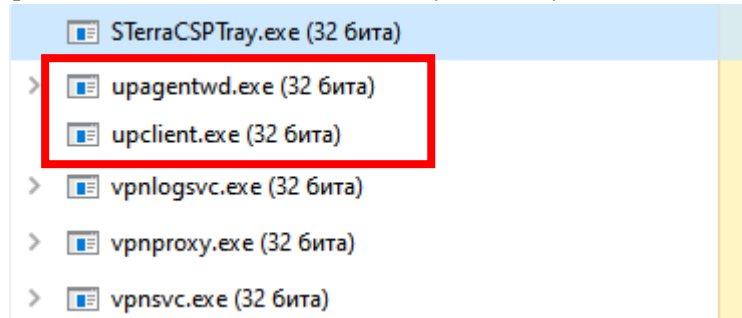 STerraCSPTray.exe (32 бита)
upagentwd.exe (32 бита)
upclient.exe (32 бита)
vpnlogsvc.exe (32 бита)
vpnproxy.exe (32 бита)
vpnsvc.exe (32 бита)